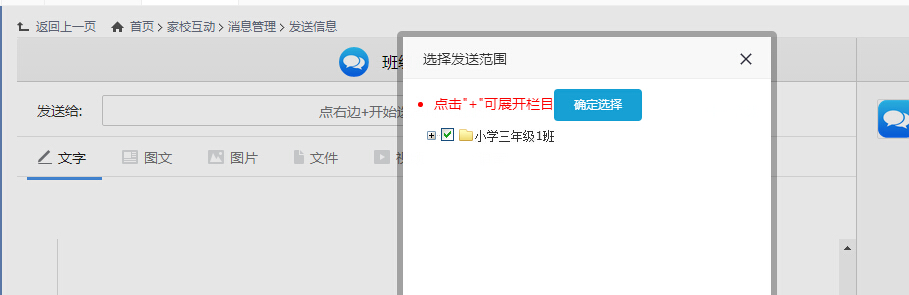 返回上一页 首页 > 家校互动 > 消息管理 > 发送信息
选择发送范围
发送给:
点右边+开始
点击"+"可展开栏目
确定选择
小学三年级1班
文字 图文 图片 文件